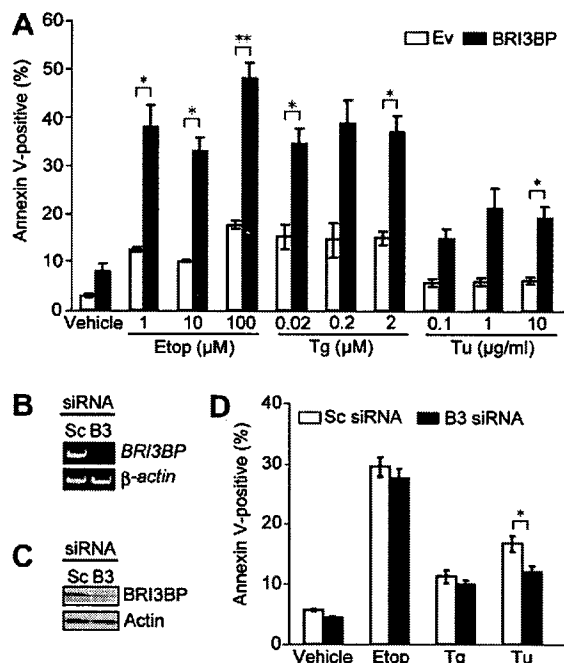 A
Annexin V-positive (%)
60
50
40
30
20
10
0
Ev BRI3BP
* * ** * * *
Vehicle 1 10 100 0.02 0.2 2 0.1 1 10
Etop (μM) Tg (μM) Tu (μg/ml)
B
siRNA
Sc B3
BRI3BP
β-actin
C
siRNA
Sc B3
BRI3BP
Actin
D
Annexin V-positive (%)
40
30
20
10
0
Sc siRNA B3 siRNA
*
Vehicle Etop Tg Tu